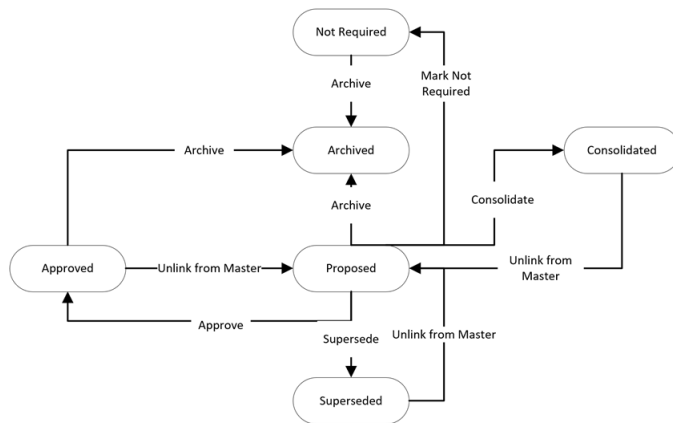 Not Required
Archive
Mark Not
Required
Archive
Archived
Consolidated
Archive
Consolidate
Approved
Unlink from Master
Proposed
Unlink from
Master
Approve
Supersede
Unlink from Master
Superseded